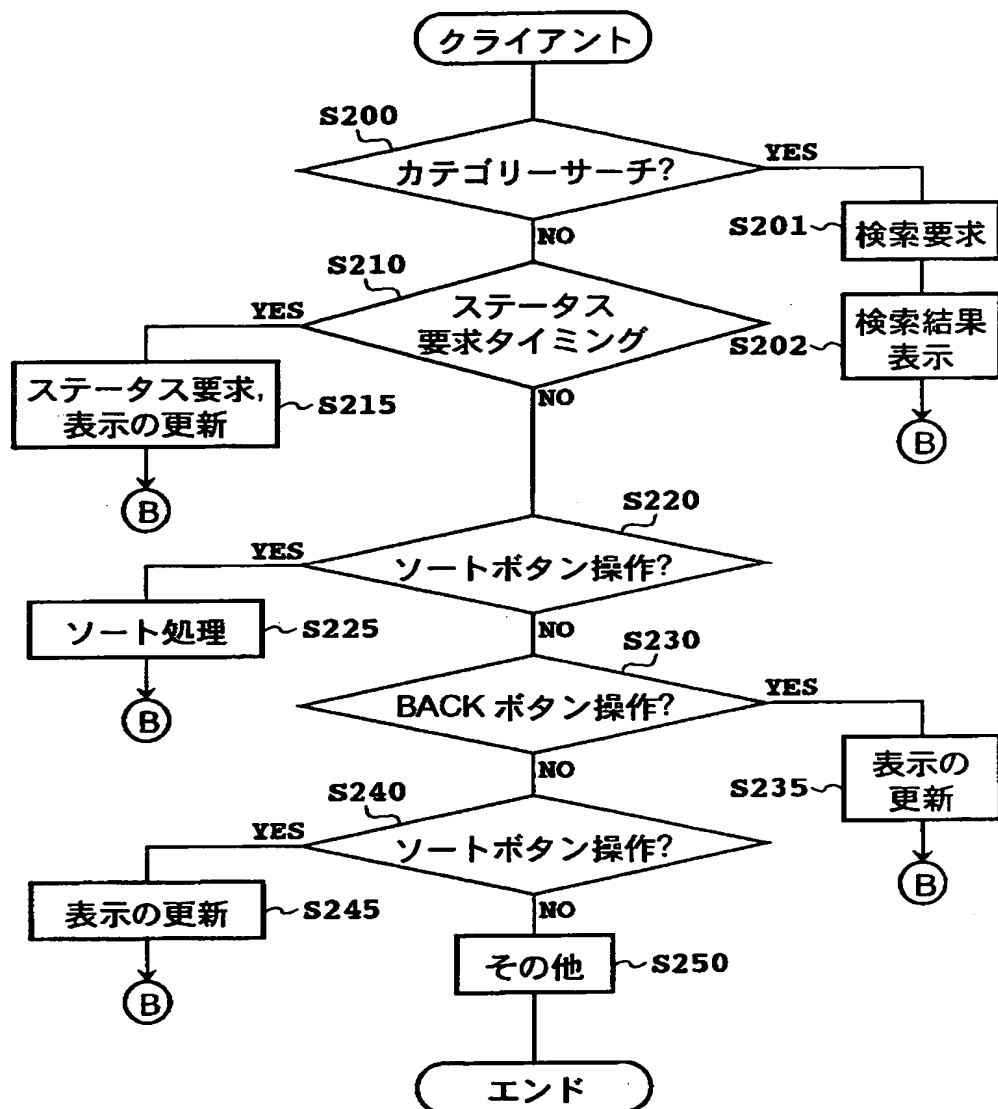 クライアント
S200
カテゴリーサーチ?
YES
NO
S201
検索要求
S210
YES
ステータス
要求タイミング
S202
検索結果
表示
NO
ステータス要求,
表示の更新
S215
B
B
S220
YES
ソートボタン操作?
ソート処理
S225
NO
S230
B
BACK ボタン操作?
YES
NO
S235
表示の
更新
S240
YES
ソートボタン操作?
B
表示の更新
S245
NO
その他
S250
B
エンド